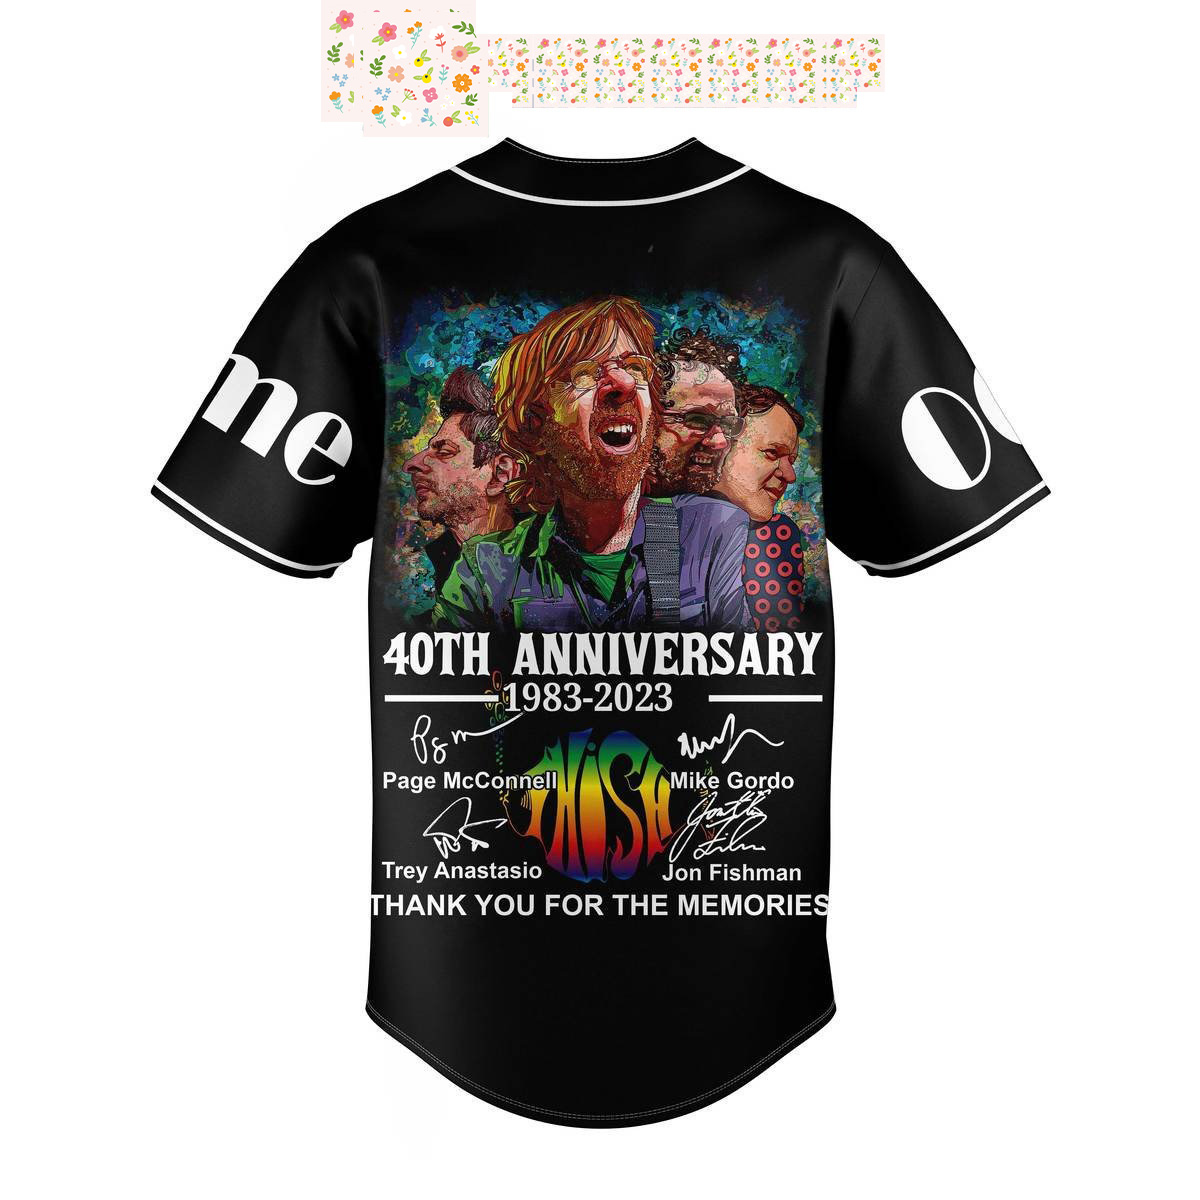 me
oc
40TH ANNIVERSARY
1983-2023
PHiSH
Page McConnell
Mike Gordo
Trey Anastasio
Jon Fishman
THANK YOU FOR THE MEMORIES